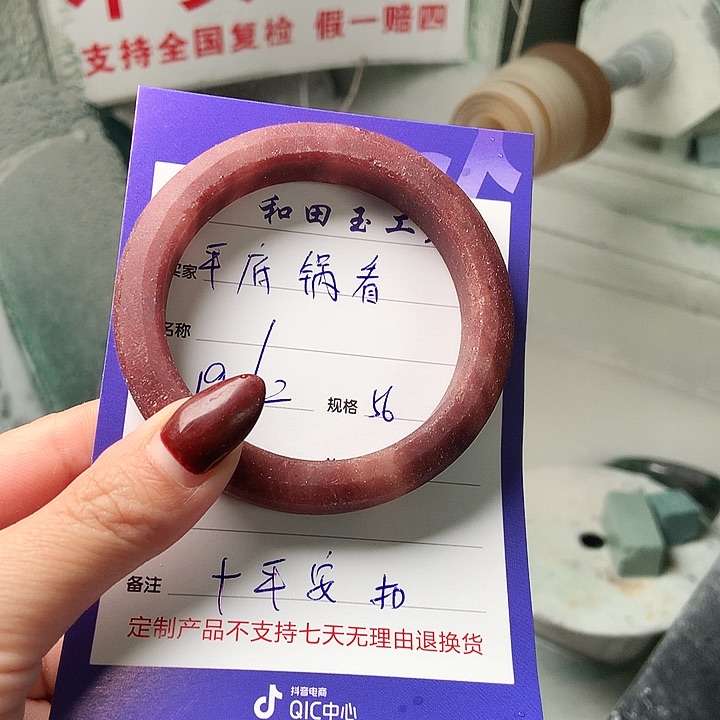 支持全国复检 假一赔四
和田玉工
买家 平底锅看
名称 /
19 12 规格 56
备注 十平安扣
定制产品不支持七天无理由退换货
抖音电商
QIC中心